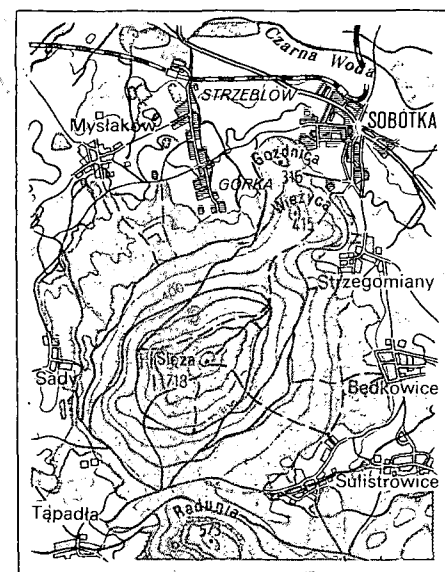 Czarna Woda
STRZEBLÓW
SOBÓTKA
Mysłaków
Gozdnica
316
GÓRKA
Wieżyca
415
Strzegomiany
400
Ślęża
718
Sady
Będkowice
Sulistrowice
Tąpadła
Radunia
573